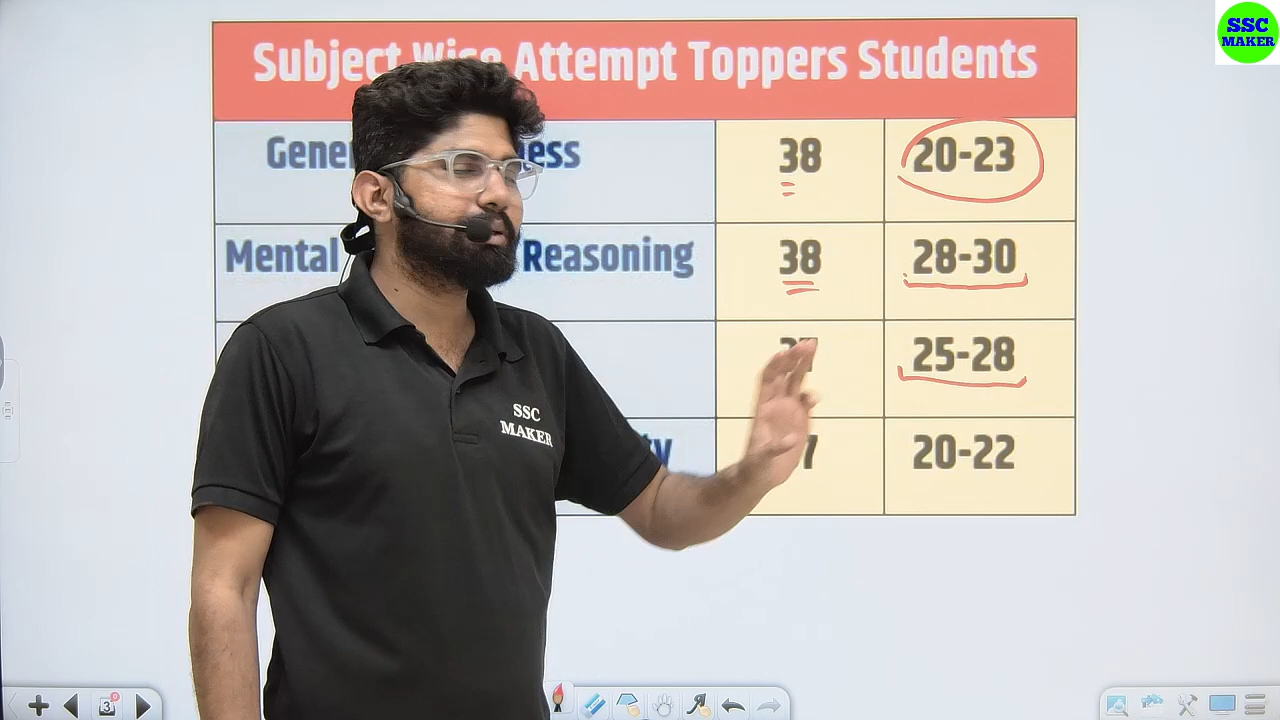 SSC
MAKER
Subject Wise Attempt Toppers Students
38
20-23
Mental
Reasoning
38
28-30
25-28
20-22
SSC
MAKER
3